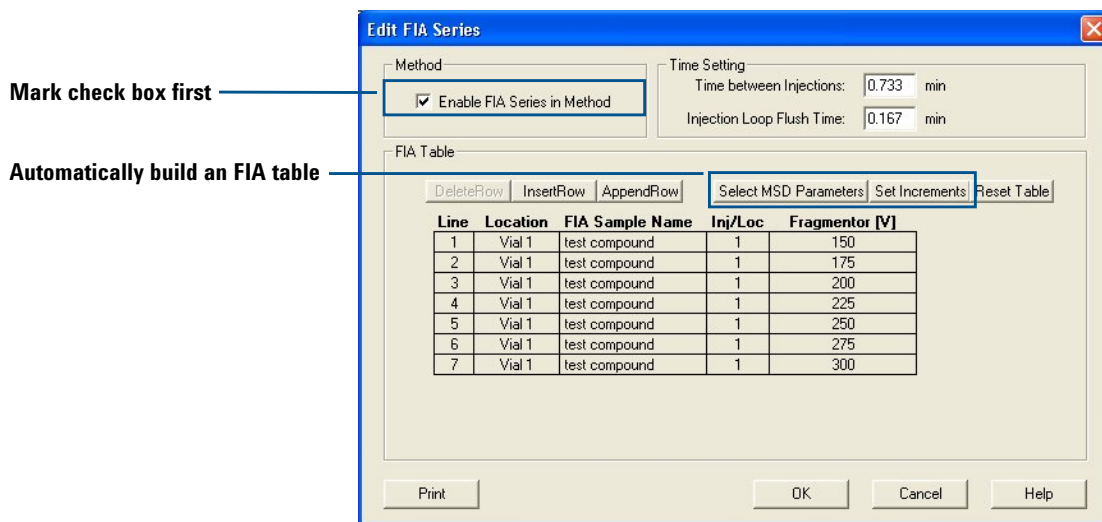 Edit FIA Series
Method
Time Setting
Mark check box first
Enable FIA Series in Method
Time between Injections: 0.733 min
Injection Loop Flush Time: 0.167 min
FIA Table
Automatically build an FIA table
DeleteRow InsertRow AppendRow Select MSD Parameters Set Increments Reset Table
Line Location FIA Sample Name Inj/Loc Fragmentor [V]
1 Vial 1 test compound 1 150
2 Vial 1 test compound 1 175
3 Vial 1 test compound 1 200
4 Vial 1 test compound 1 225
5 Vial 1 test compound 1 250
6 Vial 1 test compound 1 275
7 Vial 1 test compound 1 300
Print OK Cancel Help